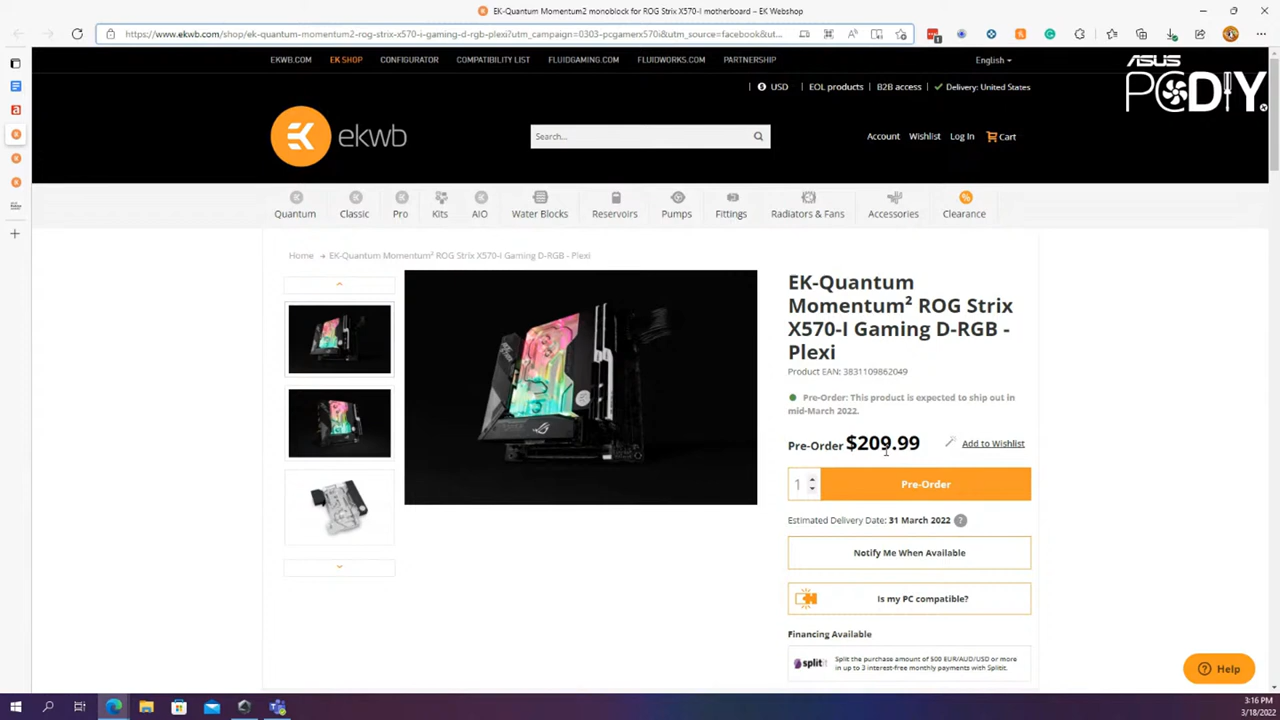 EK-Quantum Momentum2 monoblock for ROG Strix X570-I motherboard – EK Webshop
https://www.ekwb.com/shop/ek-quantum-momentum2-rog-strix-x570-i-gaming-d-rgb-plexi?utm_campaign=0303-pcgamerx570i&utm_source=facebook&ut...
EKWB.COM EK SHOP CONFIGURATOR COMPATIBILITY LIST FLUIDGAMING.COM FLUIDWORKS.COM PARTNERSHIP English
ASUS
PCDIY.
USD EOL products B2B access Delivery: United States
ekwb
Search...
Account Wishlist Log In Cart
Quantum Classic Pro Kits AIO Water Blocks Reservoirs Pumps Fittings Radiators & Fans Accessories Clearance
Home → EK-Quantum Momentum² ROG Strix X570-I Gaming D-RGB - Plexi
EK-Quantum
Momentum² ROG Strix
X570-I Gaming D-RGB -
Plexi
Product EAN: 3831109862049
Pre-Order: This product is expected to ship out in
mid-March 2022.
Pre-Order $209.99 Add to Wishlist
1 Pre-Order
Estimated Delivery Date: 31 March 2022 ?
Notify Me When Available
Is my PC compatible?
Financing Available
splitit Split the purchase amount of 500 EUR/AUD/USD or more
in up to 3 interest-free monthly payments with Splitit.
? Help
3:16 PM
3/18/2022